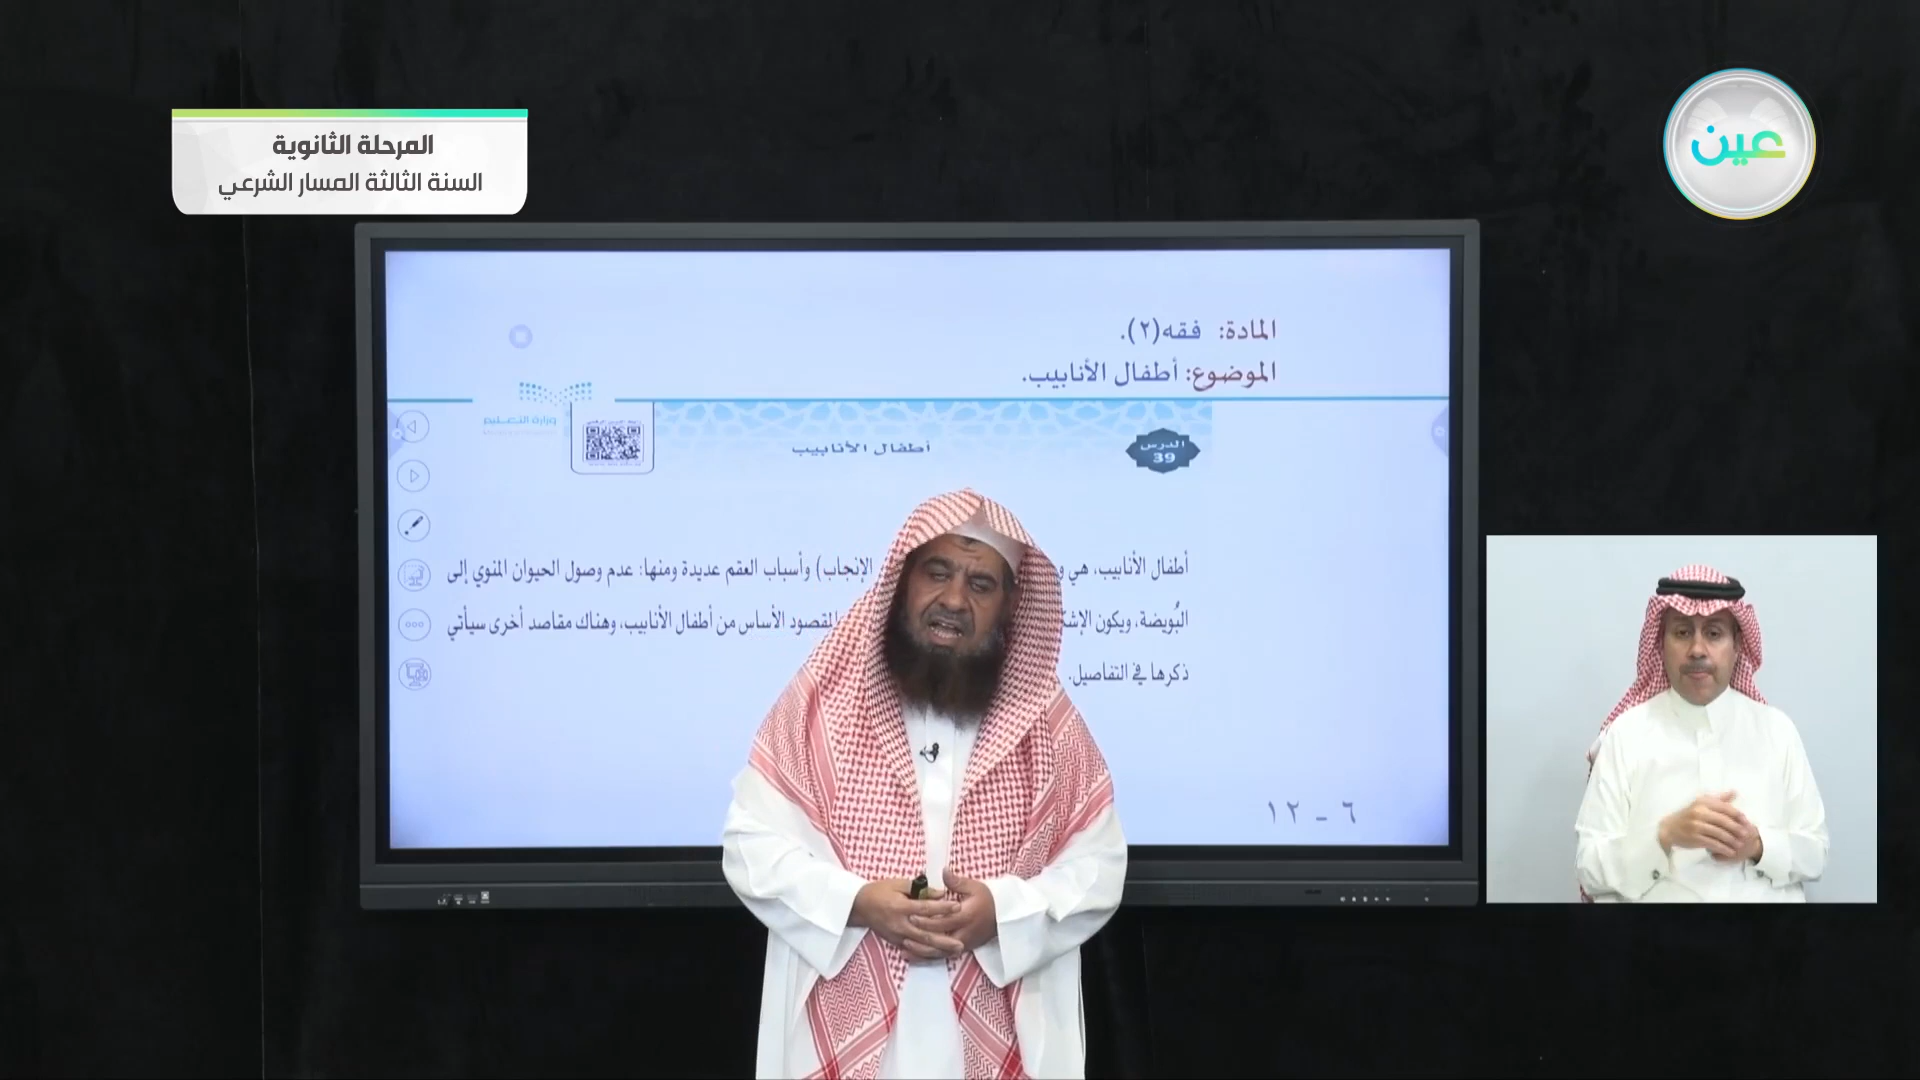 المرحلة الثانوية
السنة الثالثة المسار الشرعي
عين
المادة: فقه(٢).
الموضوع: أطفال الأنابيب.
وزارة التعليم
الدرس
39
أطفال الأنابيب
أطفال الأنابيب، هي الإنجاب) وأسباب العقم عديدة ومنها: عدم وصول الحيوان المنوي إلى
البُويضة، ويكون المقصود الأساس من أطفال الأنابيب، وهناك مقاصد أخرى سيأتي
ذكرها في التفاصيل.
٦ - ١٢